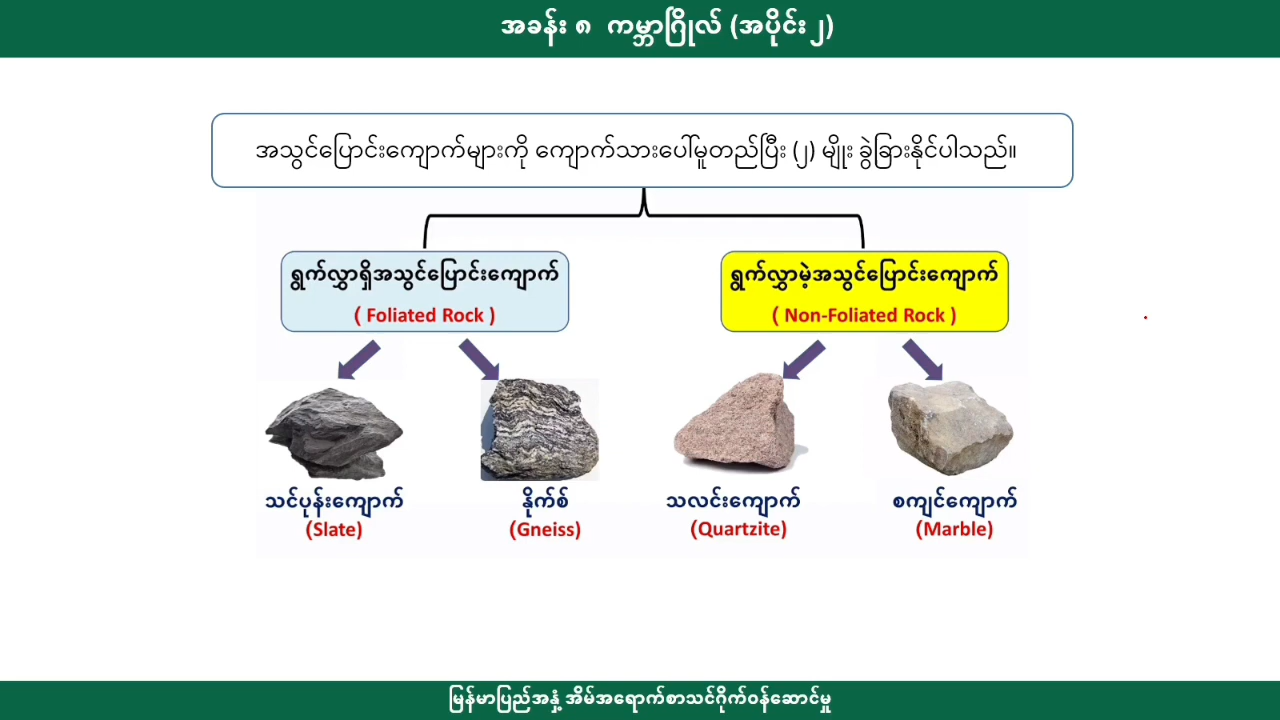 အခန်း ၈ ကမ္ဘာဂြိုလ် (အပိုင်း ၂)
အသွင်ပြောင်းကျောက်များကို ကျောက်သားပေါ်မူတည်ပြီး (၂) မျိုး ခွဲခြားနိုင်ပါသည်။
ရွက်လွှာရှိအသွင်ပြောင်းကျောက်
( Foliated Rock )
ရွက်လွှာမဲ့အသွင်ပြောင်းကျောက်
( Non-Foliated Rock )
သင်ပုန်းကျောက်
(Slate)
နိုက်စ်
(Gneiss)
သလင်းကျောက်
(Quartzite)
စကျင်ကျောက်
(Marble)
မြန်မာပြည်အနှံ့ အိမ်အရောက်စာသင်ဂိုက်ဝန်ဆောင်မှု